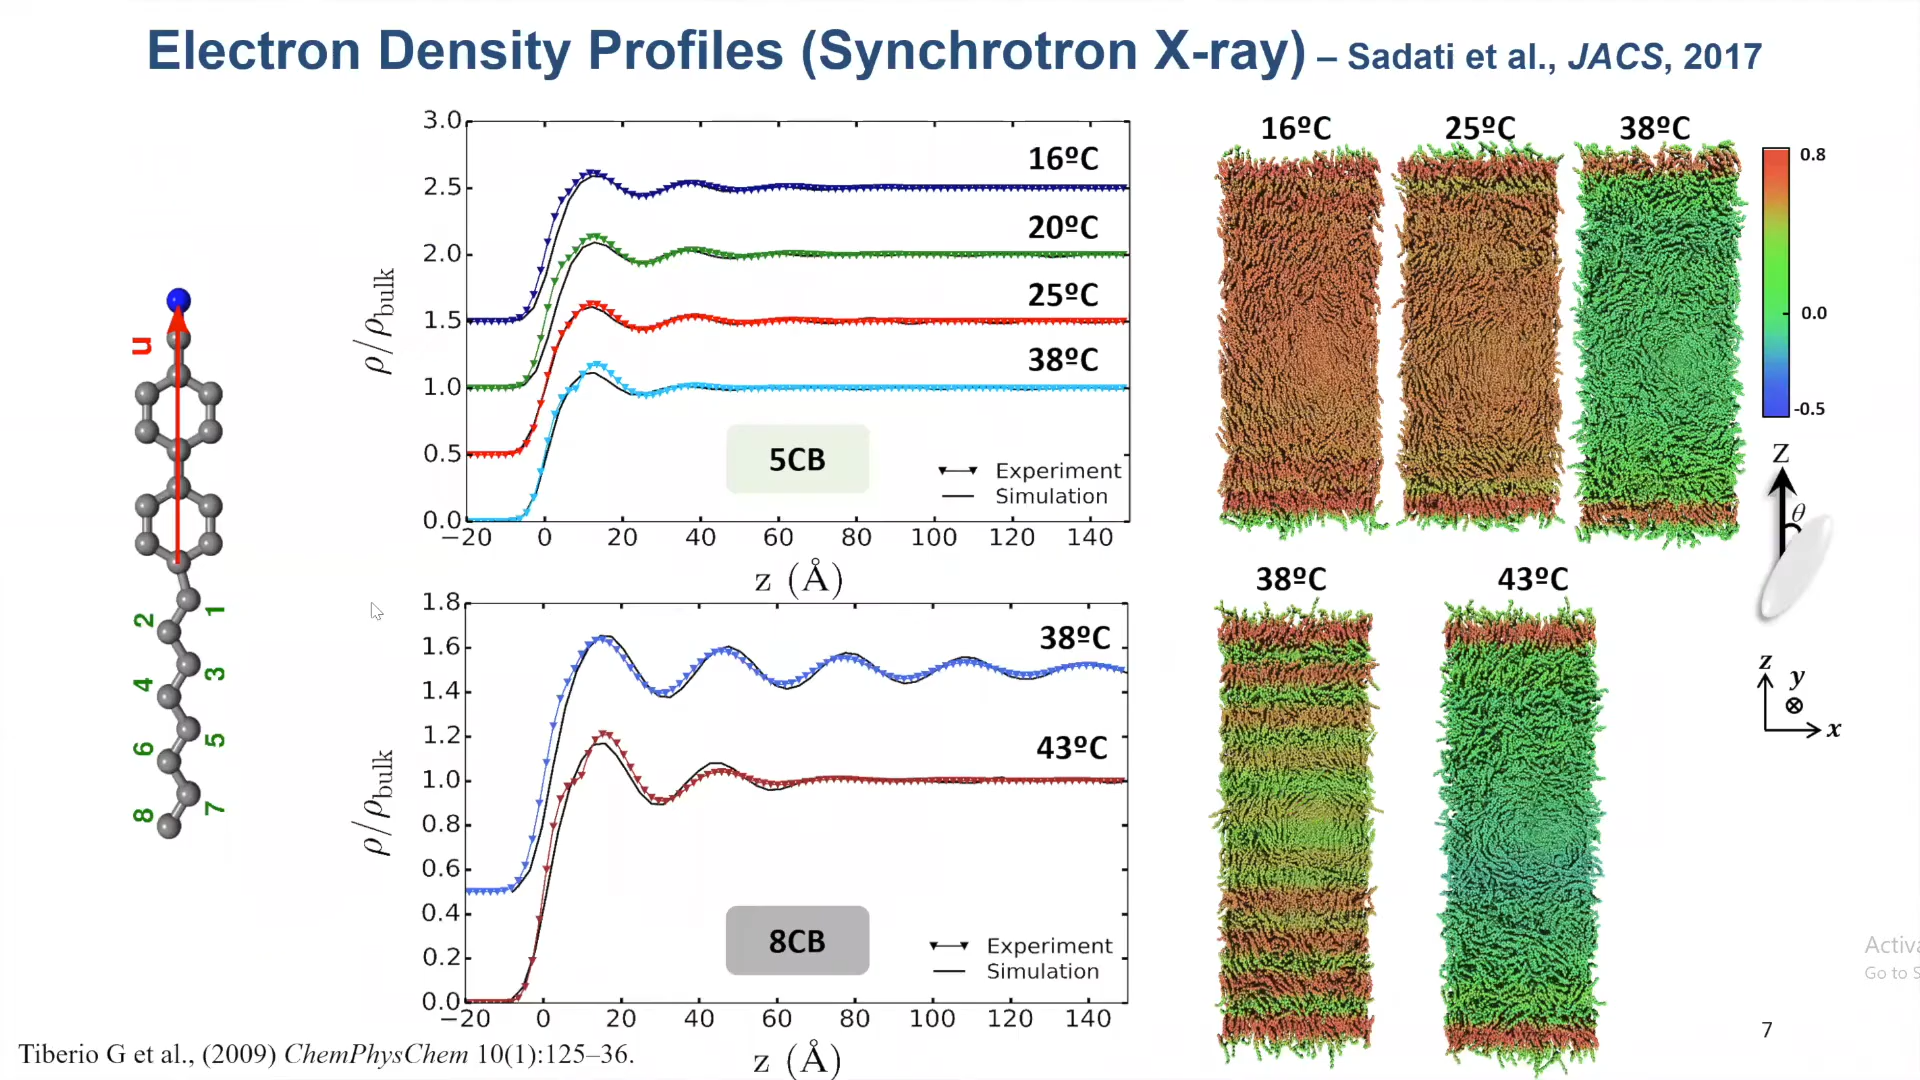 Electron Density Profiles (Synchrotron X-ray) – Sadati et al., JACS, 2017
u
1
2
3
4
5
6
7
8
3.0
2.5
2.0
1.5
1.0
0.5
0.0
ρ/ρbulk
16ºC
20ºC
25ºC
38ºC
5CB
Experiment
Simulation
−20 0 20 40 60 80 100 120 140
z (Å)
1.8
1.6
1.4
1.2
1.0
0.8
0.6
0.4
0.2
0.0
ρ/ρbulk
38ºC
43ºC
8CB
Experiment
Simulation
−20 0 20 40 60 80 100 120 140
z (Å)
16ºC 25ºC 38ºC
0.8
0.0
-0.5
Z
θ
38ºC 43ºC
z
y
x
Activa
Go to S
7
Tiberio G et al., (2009) ChemPhysChem 10(1):125–36.